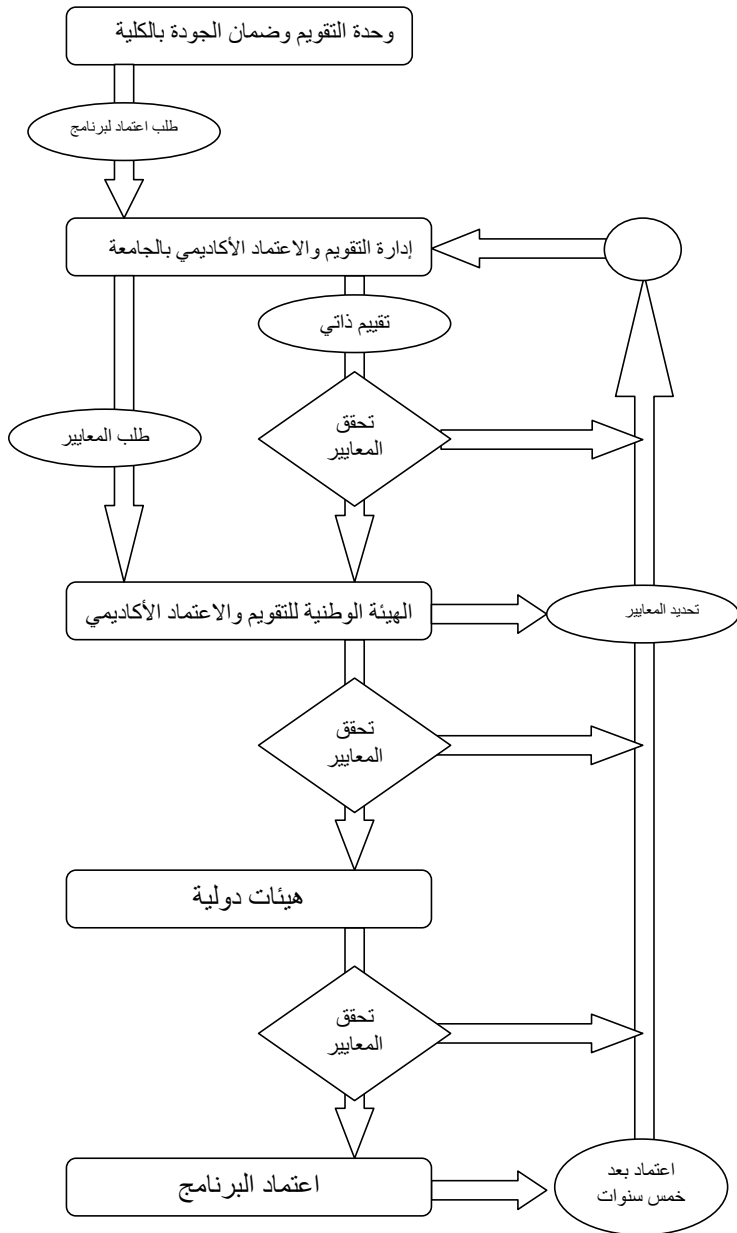 وحدة التقويم وضمان الجودة بالكلية
طلب اعتماد لبرنامج
إدارة التقويم والاعتماد الأكاديمي بالجامعة
تقييم ذاتي
تحقق
المعايير
طلب المعايير
الهيئة الوطنية للتقويم والاعتماد الأكاديمي
تحديد المعايير
تحقق
المعايير
هيئات دولية
تحقق
المعايير
اعتماد البرنامج
اعتماد بعد
خمس سنوات